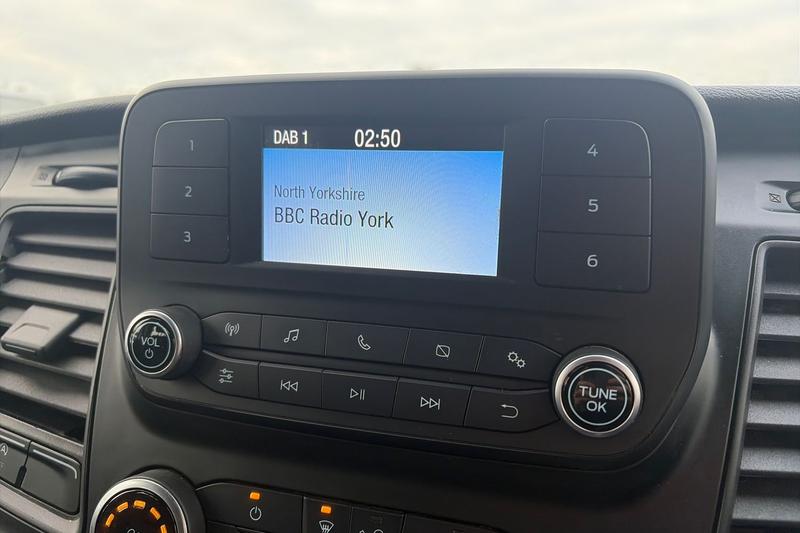 DAB 1 02:50
North Yorkshire
BBC Radio York
1
2
3
4
5
6
VOL
TUNE
OK